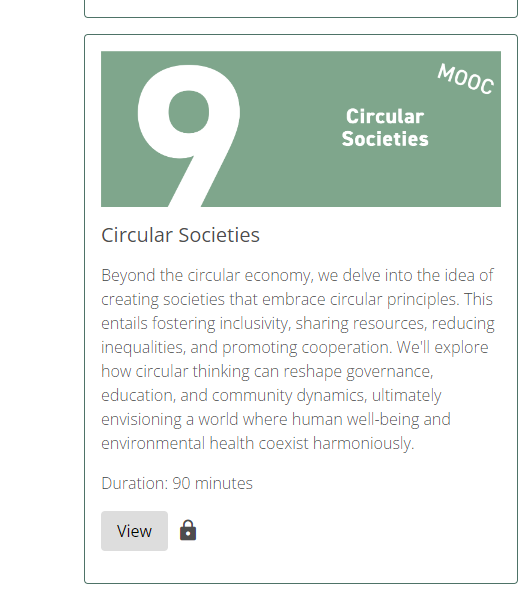 9
MOOC
Circular
Societies
Circular Societies
Beyond the circular economy, we delve into the idea of
creating societies that embrace circular principles. This
entails fostering inclusivity, sharing resources, reducing
inequalities, and promoting cooperation. We'll explore
how circular thinking can reshape governance,
education, and community dynamics, ultimately
envisioning a world where human well-being and
environmental health coexist harmoniously.
Duration: 90 minutes
View